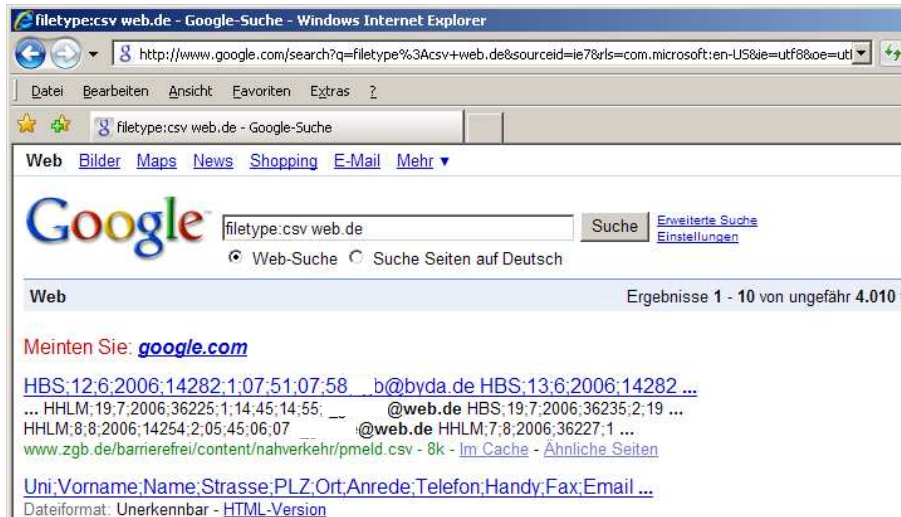 filetype:csv web.de - Google-Suche - Windows Internet Explorer
http://www.google.com/search?q=filetype%3Acsv+web.de&sourceid=ie7&rls=com.microsoft:en-US&ie=utf8&oe=utf
Datei Bearbeiten Ansicht Favoriten Extras ?
filetype:csv web.de - Google-Suche
Web Bilder Maps News Shopping E-Mail Mehr ▼
Google™ filetype:csv web.de Suche Erweiterte Suche
Einstellungen
Web-Suche Suche Seiten auf Deutsch
Web Ergebnisse 1 - 10 von ungefähr 4.010
Meinten Sie: google.com
HBS;12;6;2006;14282;1;07;51;07;58 b@byda.de HBS;13;6;2006;14282 ...
... HHLM;19;7;2006;36225;1;14;45;14;55; @web.de HBS;19;7;2006;36235;2;19 ...
HHLM;8;8;2006;14254;2;05;45;06;07 @web.de HHLM;7;8;2006;36227;1 ...
www.zgb.de/barrierefrei/content/nahverkehr/pmeld.csv - 8k - Im Cache - Ähnliche Seiten
Uni;Vorname;Name;Strasse;PLZ;Ort;Anrede;Telefon;Handy;Fax;Email ...
Dateiformat: Unerkennbar - HTML-Version